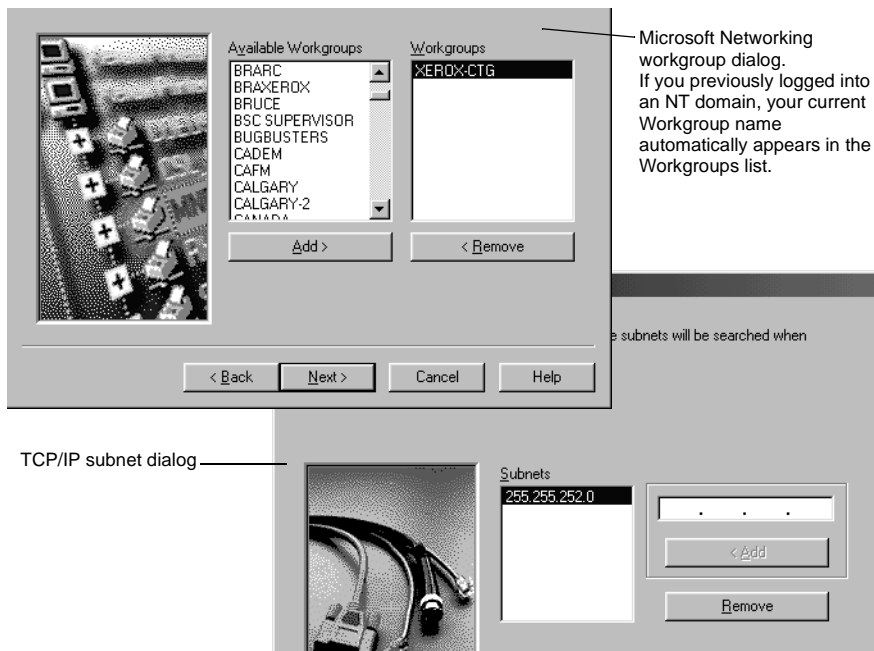 Available Workgroups
BRARC
BRAXEROX
BRUCE
BSC SUPERVISOR
BUGBUSTERS
CADEM
CAFM
CALGARY
CALGARY-2
CANADA
Add >
Workgroups
XEROX-CTG
< Remove
< Back
Next >
Cancel
Help
Microsoft Networking
workgroup dialog.
If you previously logged into
an NT domain, your current
Workgroup name
automatically appears in the
Workgroups list.
subnets will be searched when
TCP/IP subnet dialog
Subnets
255.255.252.0
. . .
< Add
Remove